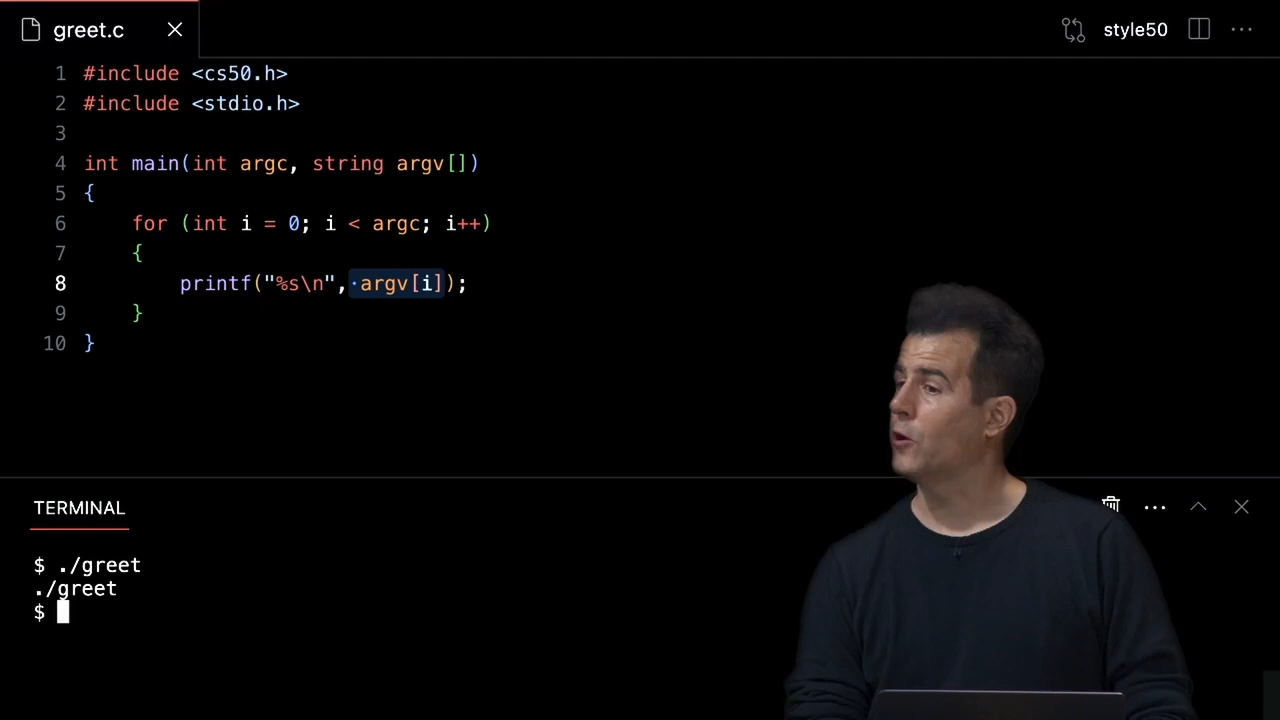 greet.c
style50
1 #include <cs50.h>
2 #include <stdio.h>
3
4 int main(int argc, string argv[])
5 {
6     for (int i = 0; i < argc; i++)
7     {
8         printf("%s\n", argv[i]);
9     }
10 }
TERMINAL
$ ./greet
./greet
$